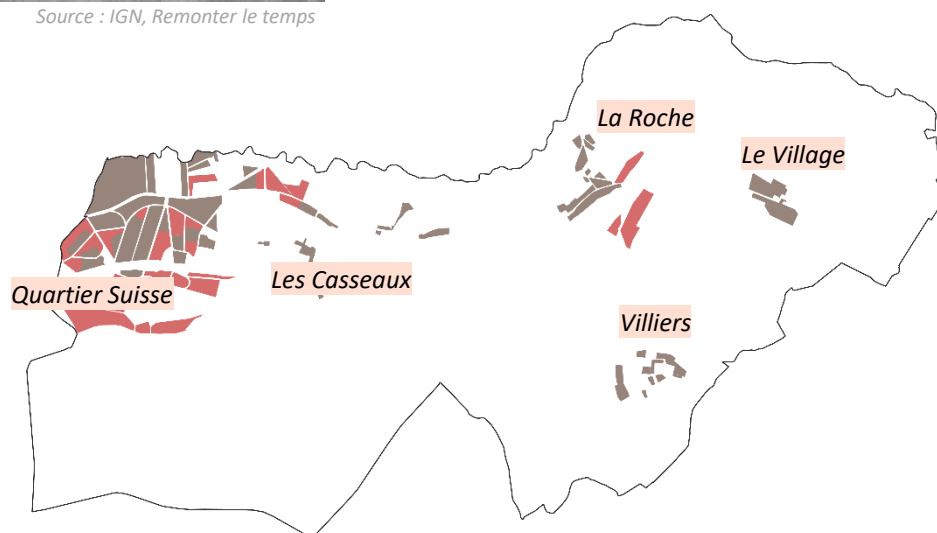 Source : IGN, Remonter le temps
La Roche
Le Village
Les Casseaux
Quartier Suisse
Villiers